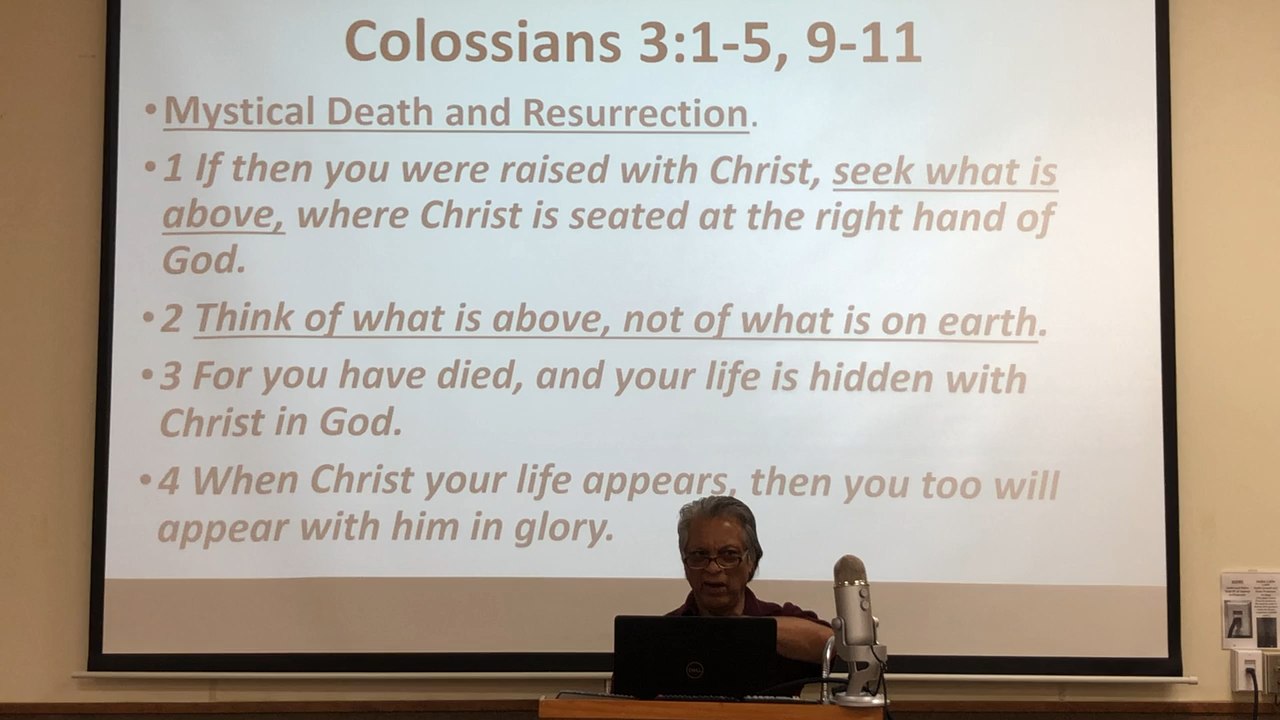 Colossians 3:1-5, 9-11
•Mystical Death and Resurrection.
•1 If then you were raised with Christ, seek what is
above, where Christ is seated at the right hand of
God.
•2 Think of what is above, not of what is on earth.
•3 For you have died, and your life is hidden with
Christ in God.
•4 When Christ your life appears, then you too will
appear with him in glory.
DELL